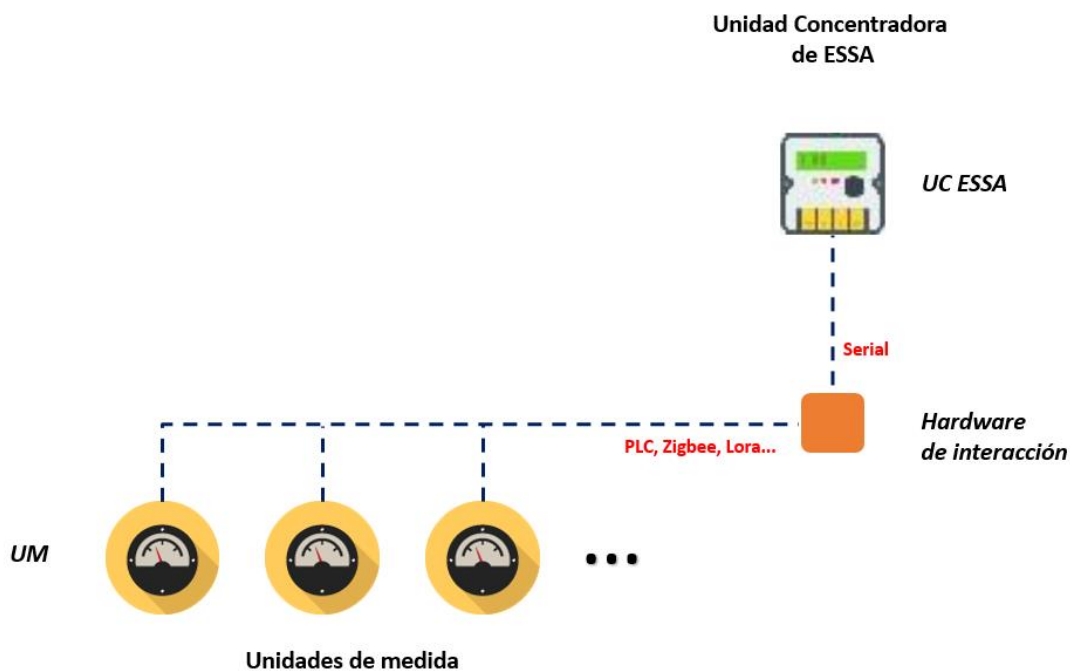 Unidad Concentradora
de ESSA
UC ESSA
Serial
Hardware
de interacción
PLC, Zigbee, Lora...
UM
Unidades de medida